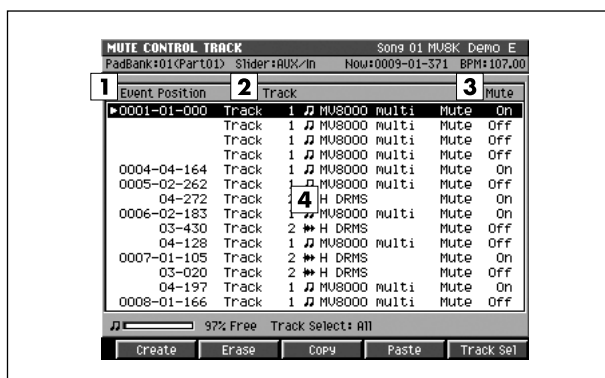 MUTE CONTROL TRACK Song 01 MV8K Demo E
PadBank:01(Part01) Slider:AUX/In Now:0009-01-371 BPM:107.00
1 Event Position 2 Track 3 Mute
0001-01-000 Track 1 MV8000 multi Mute On
Track 1 MV8000 multi Mute Off
Track 1 MV8000 multi Mute Off
Track 1 MV8000 multi Mute Off
0004-04-164 Track 1 MV8000 multi Mute On
0005-02-262 Track 1 MV8000 multi Mute Off
04-272 Track 2 4 H DRMS Mute On
0006-02-183 Track 1 MV8000 multi Mute On
03-430 Track 2 H DRMS Mute Off
04-128 Track 1 MV8000 multi Mute Off
0007-01-105 Track 2 H DRMS Mute On
03-020 Track 2 H DRMS Mute Off
04-197 Track 1 MV8000 multi Mute On
0008-01-166 Track 1 MV8000 multi Mute Off
97% Free Track Select: All
Create Erase Copy Paste Track Sel